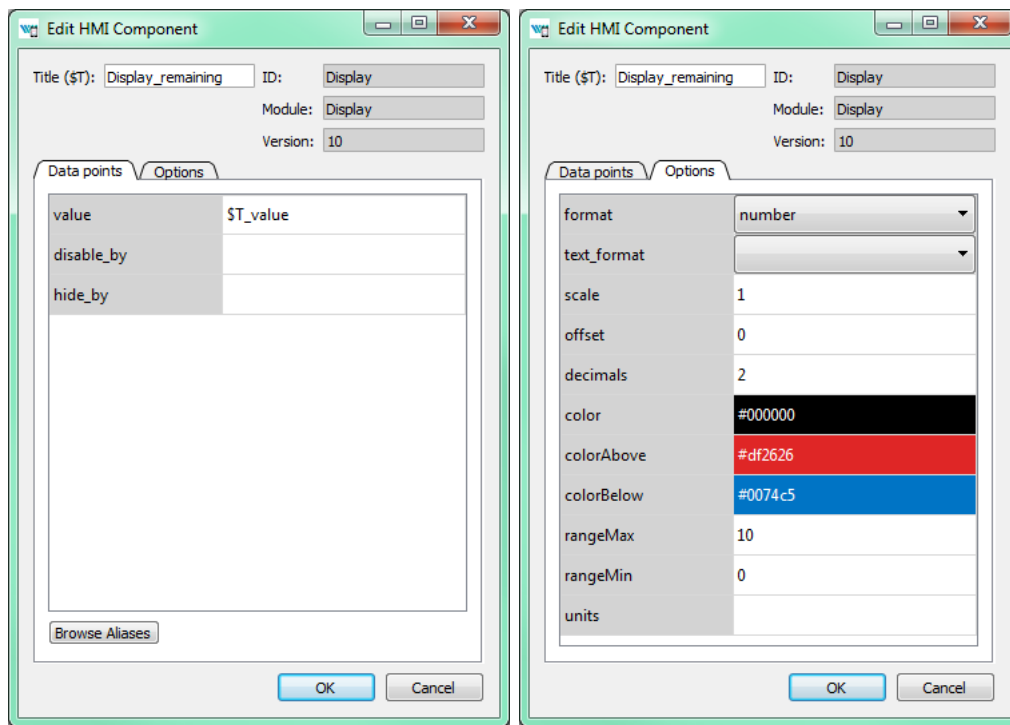 Edit HMI Component
Title ($T): Display_remaining ID: Display
Module: Display
Version: 10
Data points Options
value $T_value
disable_by
hide_by
Browse Aliases
OK Cancel
Edit HMI Component
Title ($T): Display_remaining ID: Display
Module: Display
Version: 10
Data points Options
format number
text_format
scale 1
offset 0
decimals 2
color #000000
colorAbove #df2626
colorBelow #0074c5
rangeMax 10
rangeMin 0
units
OK Cancel